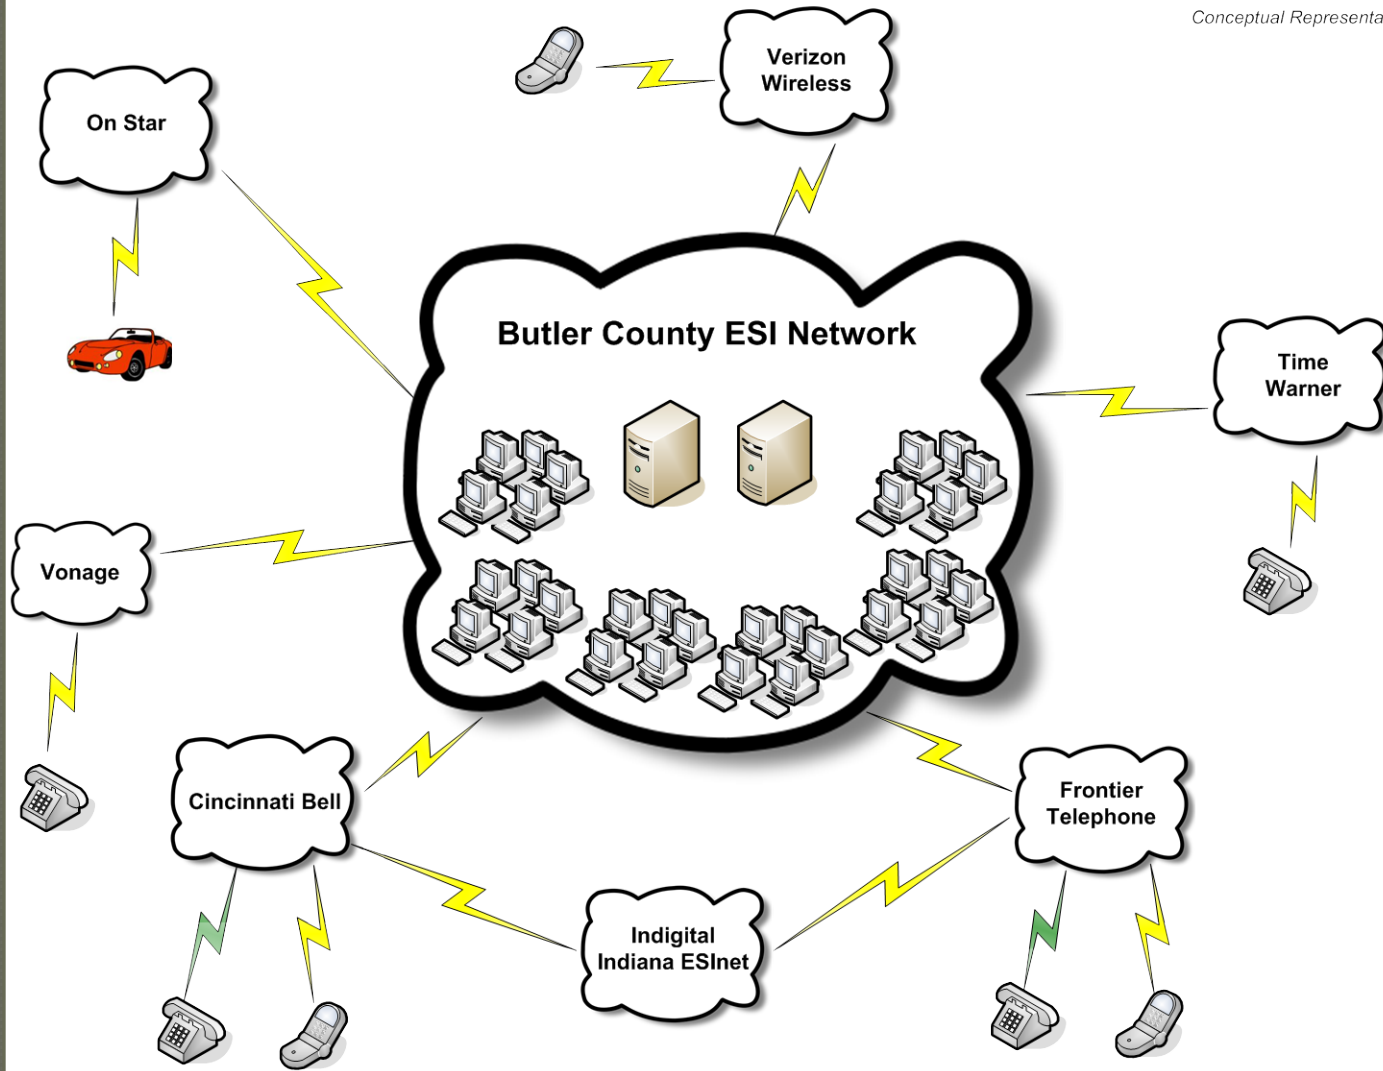 Conceptual Representa
Verizon
Wireless
On Star
Butler County ESI Network
Time
Warner
Vonage
Cincinnati Bell
Frontier
Telephone
Indigital
Indiana ESInet